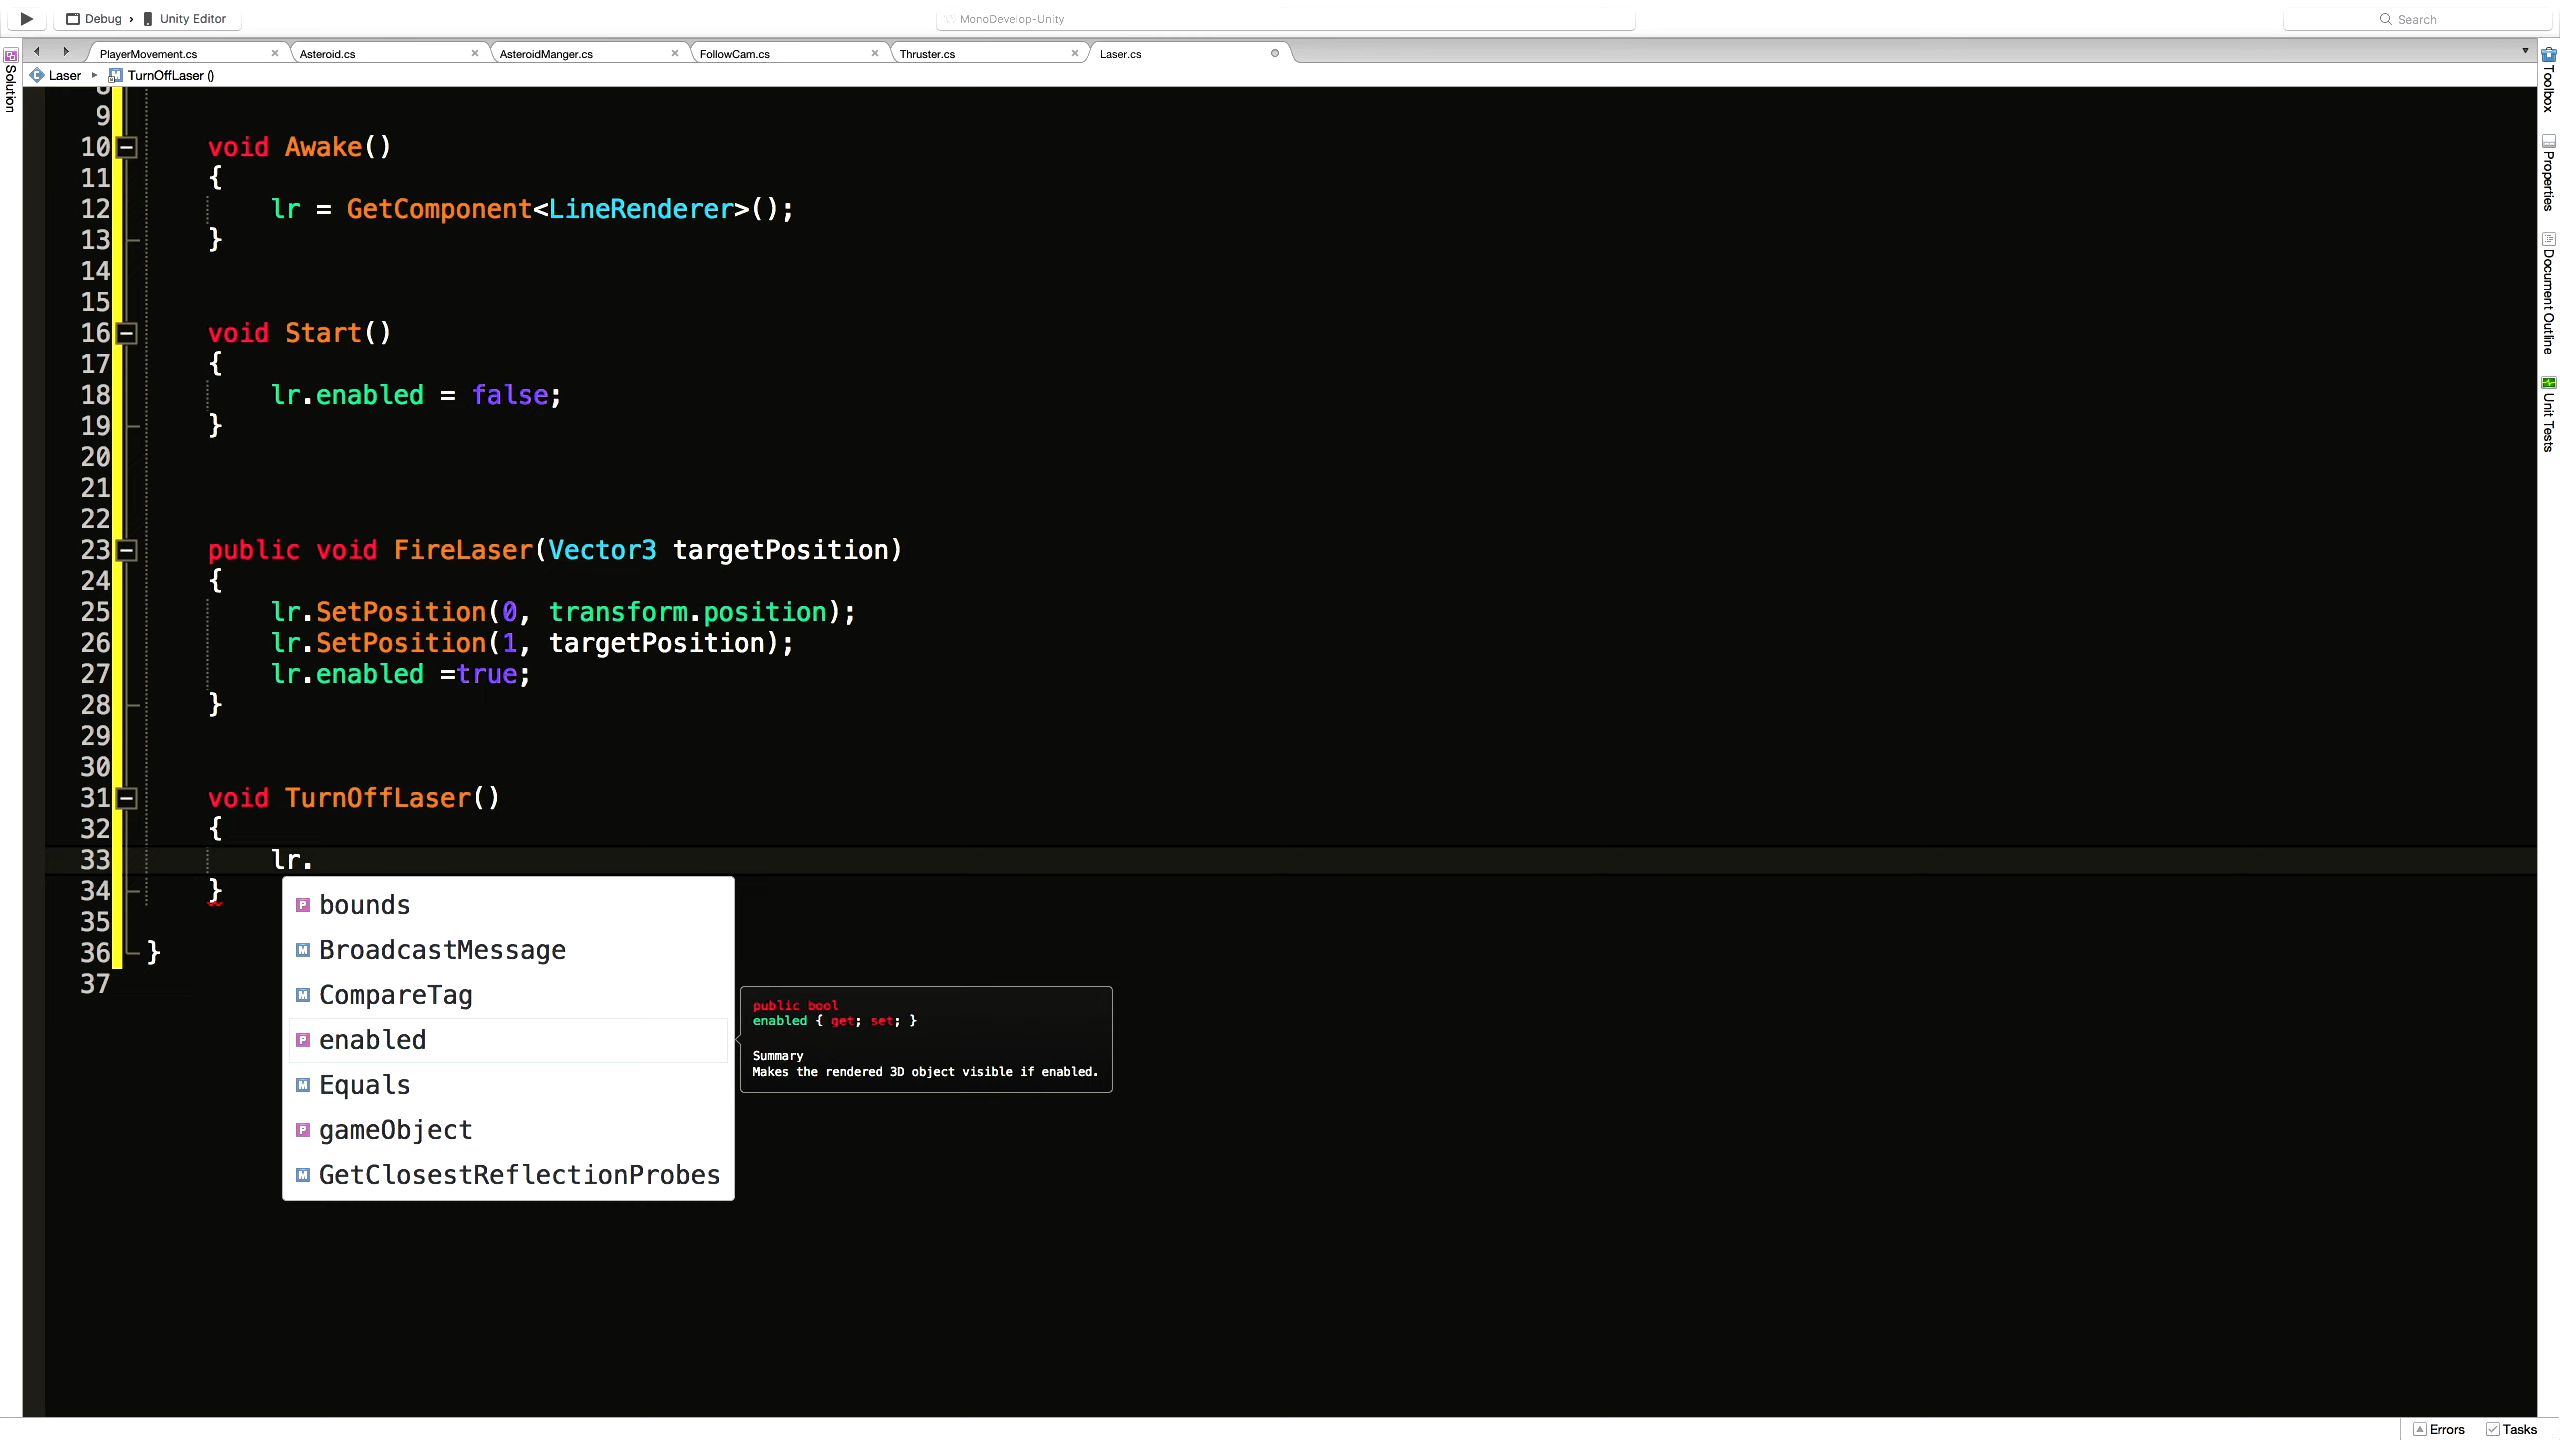 Debug › Unity Editor
MonoDevelop-Unity
Search
PlayerMovement.cs
Asteroid.cs
AsteroidManger.cs
FollowCam.cs
Thruster.cs
Laser.cs
Laser
TurnOffLaser ()
Solution
Toolbox
Properties
Document Outline
Unit Tests
8
9
10 void Awake()
11 {
12 lr = GetComponent<LineRenderer>();
13 }
14
15
16 void Start()
17 {
18 lr.enabled = false;
19 }
20
21
22
23 public void FireLaser(Vector3 targetPosition)
24 {
25 lr.SetPosition(0, transform.position);
26 lr.SetPosition(1, targetPosition);
27 lr.enabled =true;
28 }
29
30
31 void TurnOffLaser()
32 {
33 lr.
34 }
35
36 }
37
P bounds
M BroadcastMessage
M CompareTag
P enabled
M Equals
P gameObject
M GetClosestReflectionProbes
public bool
enabled { get; set; }
Summary
Makes the rendered 3D object visible if enabled.
Errors
Tasks